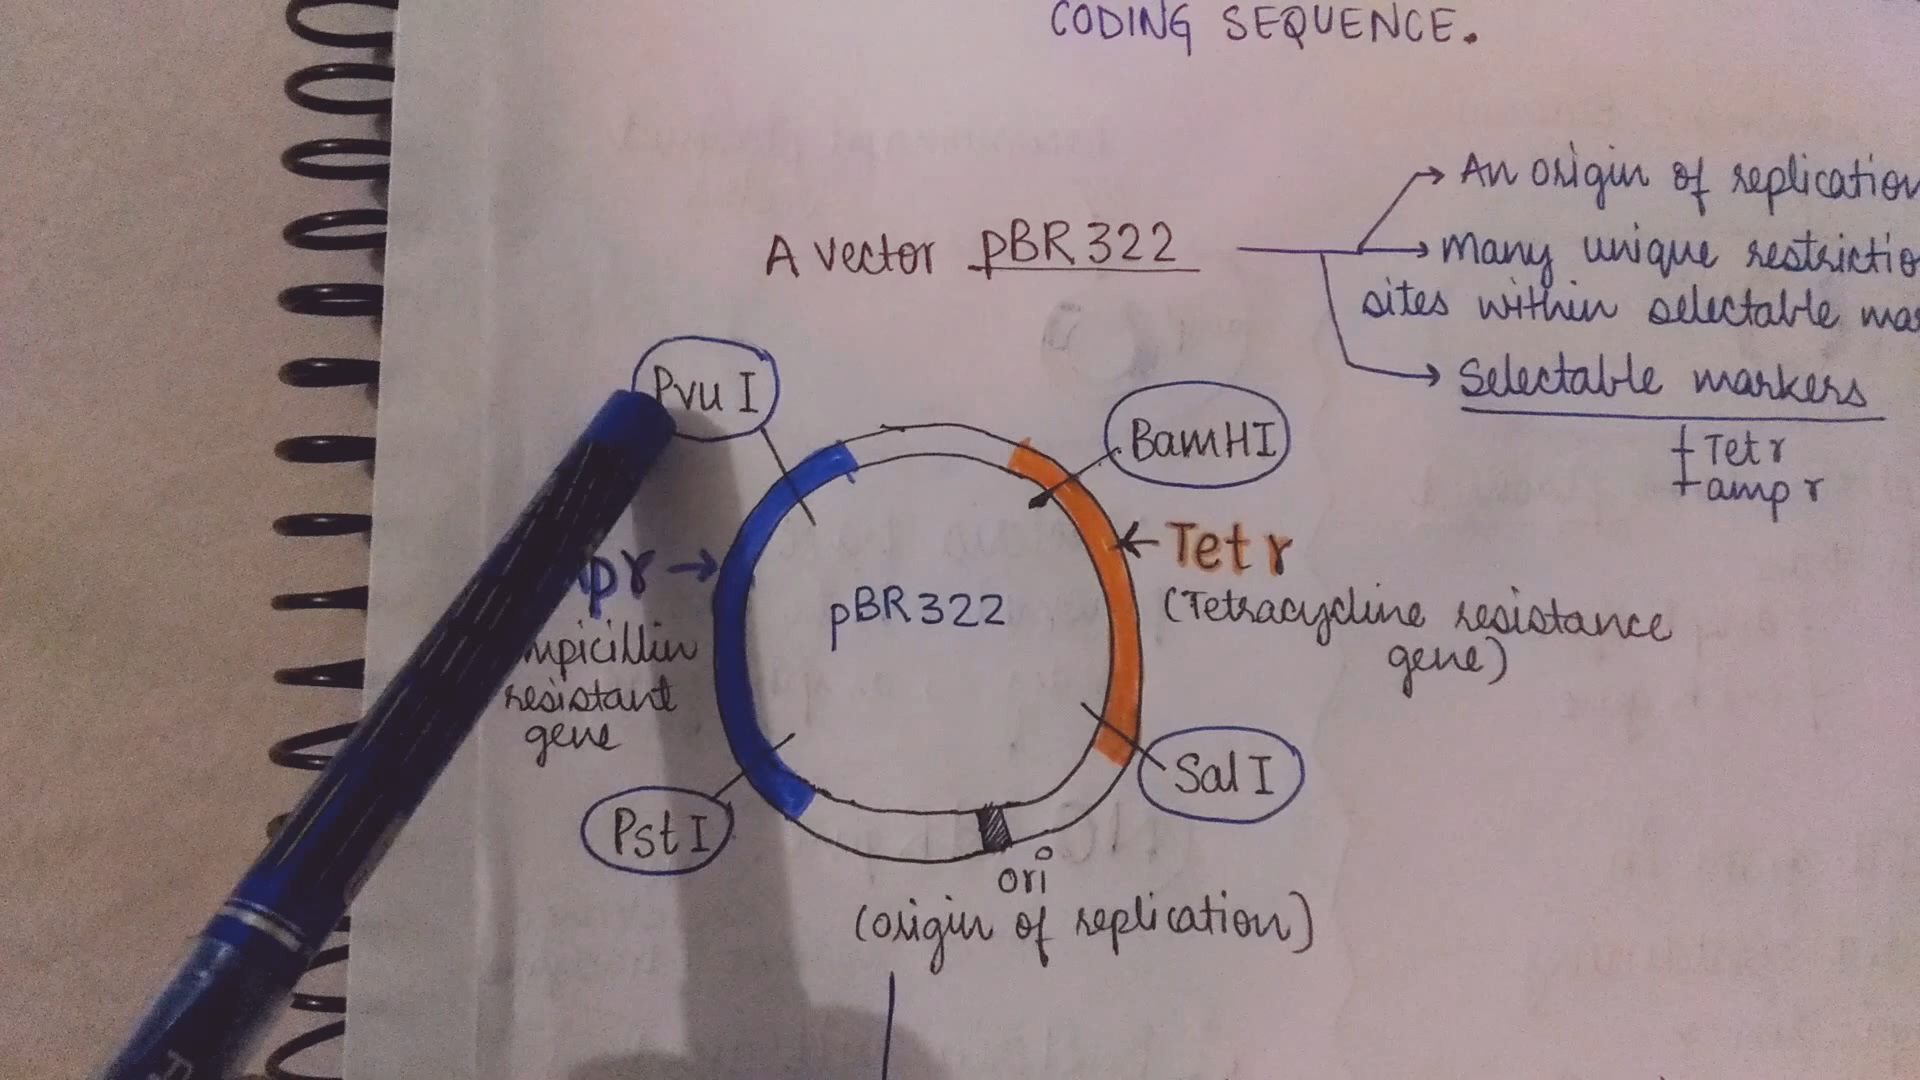 CODING SEQUENCE.
An origin of replication
A vector pBR322
Many unique restrictio
sites within selectable ma
Selectable markers
Tet r
amp r
Pvu I
BamHI
← Tet r
(Tetracycline resistance
gene)
pr →
mpicillin
resistant
gene
pBR322
Pst I
Sal I
ori
(origin of replication)